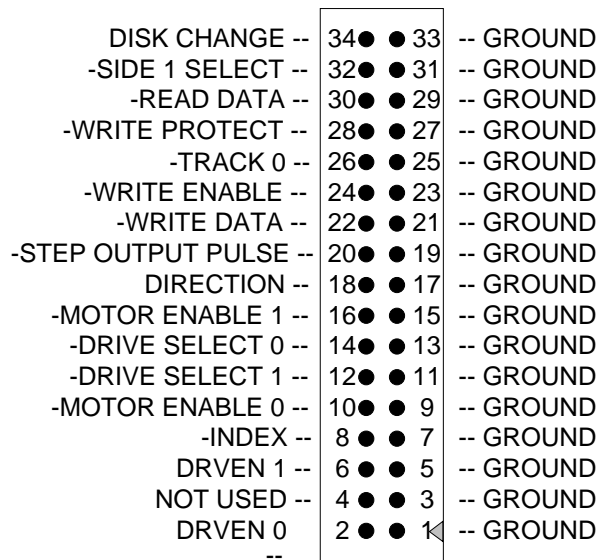 DISK CHANGE -- 34 33 -- GROUND
-SIDE 1 SELECT -- 32 31 -- GROUND
-READ DATA -- 30 29 -- GROUND
-WRITE PROTECT -- 28 27 -- GROUND
-TRACK 0 -- 26 25 -- GROUND
-WRITE ENABLE -- 24 23 -- GROUND
-WRITE DATA -- 22 21 -- GROUND
-STEP OUTPUT PULSE -- 20 19 -- GROUND
DIRECTION -- 18 17 -- GROUND
-MOTOR ENABLE 1 -- 16 15 -- GROUND
-DRIVE SELECT 0 -- 14 13 -- GROUND
-DRIVE SELECT 1 -- 12 11 -- GROUND
-MOTOR ENABLE 0 -- 10 9 -- GROUND
-INDEX -- 8 7 -- GROUND
DRVEN 1 -- 6 5 -- GROUND
NOT USED -- 4 3 -- GROUND
DRVEN 0 2 1 -- GROUND
--